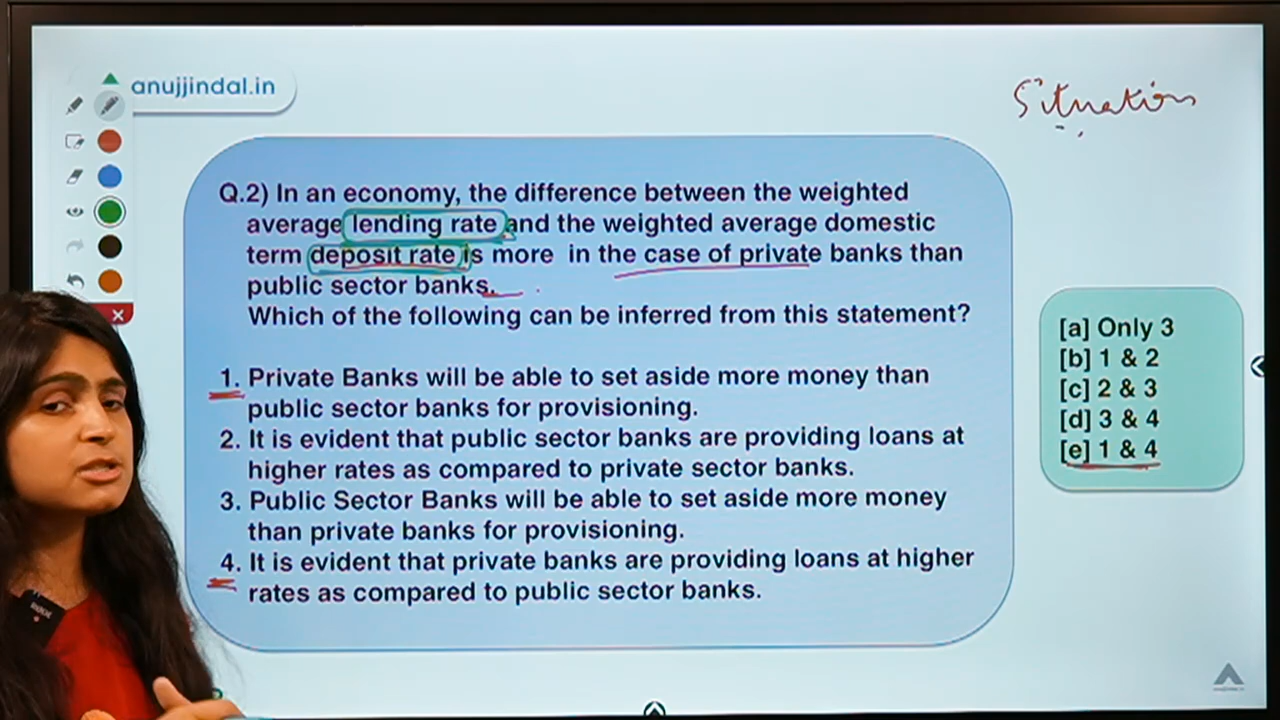 anujjindal.in
Situation
Q.2) In an economy, the difference between the weighted
average lending rate and the weighted average domestic
term deposit rate is more in the case of private banks than
public sector banks.
Which of the following can be inferred from this statement?
1. Private Banks will be able to set aside more money than
public sector banks for provisioning.
2. It is evident that public sector banks are providing loans at
higher rates as compared to private sector banks.
3. Public Sector Banks will be able to set aside more money
than private banks for provisioning.
4. It is evident that private banks are providing loans at higher
rates as compared to public sector banks.
[a] Only 3
[b] 1 & 2
[c] 2 & 3
[d] 3 & 4
[e] 1 & 4